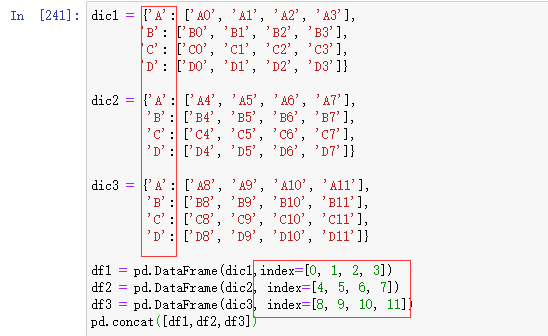 In [241]: dic1 = {'A': ['A0', 'A1', 'A2', 'A3'],
'B': ['B0', 'B1', 'B2', 'B3'],
'C': ['C0', 'C1', 'C2', 'C3'],
'D': ['D0', 'D1', 'D2', 'D3']}
dic2 = {'A': ['A4', 'A5', 'A6', 'A7'],
'B': ['B4', 'B5', 'B6', 'B7'],
'C': ['C4', 'C5', 'C6', 'C7'],
'D': ['D4', 'D5', 'D6', 'D7']}
dic3 = {'A': ['A8', 'A9', 'A10', 'A11'],
'B': ['B8', 'B9', 'B10', 'B11'],
'C': ['C8', 'C9', 'C10', 'C11'],
'D': ['D8', 'D9', 'D10', 'D11']}
df1 = pd.DataFrame(dic1,index=[0, 1, 2, 3])
df2 = pd.DataFrame(dic2, index=[4, 5, 6, 7])
df3 = pd.DataFrame(dic3, index=[8, 9, 10, 11])
pd.concat([df1,df2,df3])